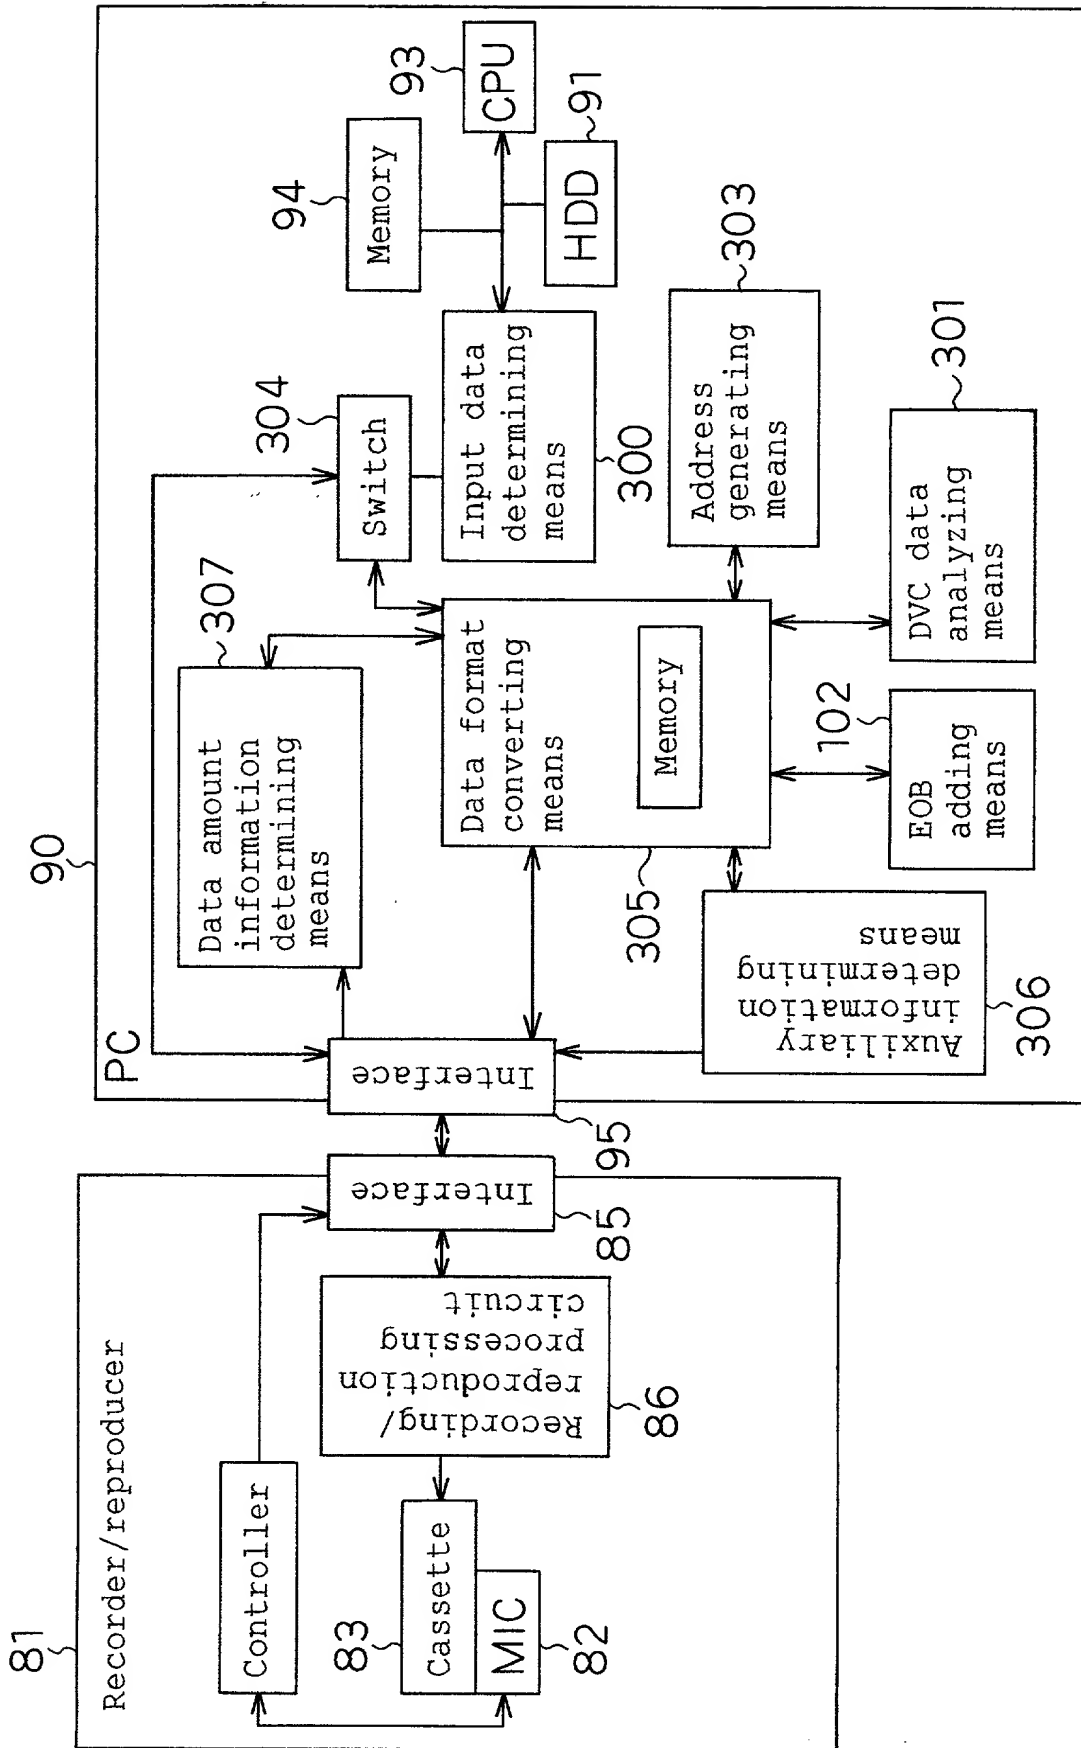 81
Recorder/reproducer
Controller
83
Cassette
MIC
82
Recording/
reproduction
processing
circuit
86
Interface
85
90
PC
Interface
95
Data amount
information
determining
means
307
304
Switch
94
Memory
93
CPU
HDD
91
Input data
determining
means
300
Data format
converting
means
Memory
305
Address
generating
means
303
Auxiliary
information
determining
means
306
EOB
adding
means
102
DVC data
analyzing
means
301